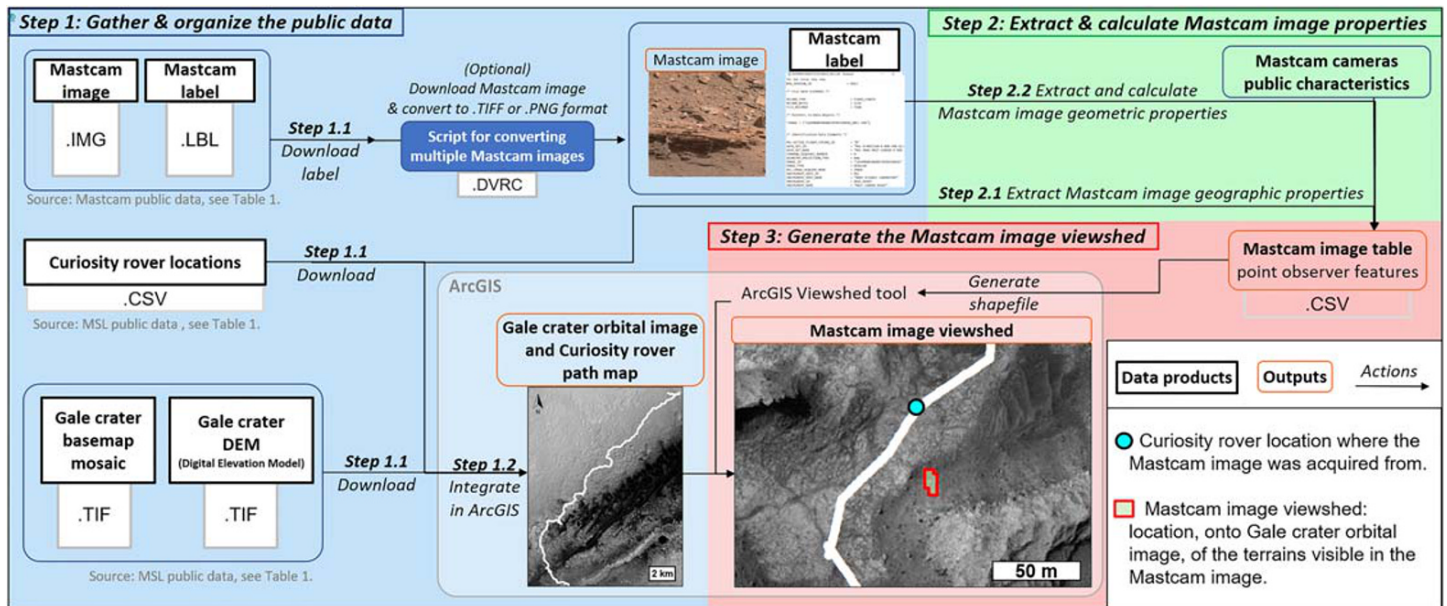 Step 1: Gather & organize the public data
Mastcam image
.IMG
Mastcam label
.LBL
Source: Mastcam public data, see Table 1.
Step 1.1
Download label
(Optional)
Download Mastcam image
& convert to .TIFF or .PNG format
Script for converting
multiple Mastcam images
.DVRC
Mastcam image
Mastcam label
Curiosity rover locations
.CSV
Source: MSL public data , see Table 1.
Step 1.1
Download
Gale crater
basemap
mosaic
.TIF
Gale crater
DEM
(Digital Elevation Model)
.TIF
Source: MSL public data, see Table 1.
Step 1.1
Download
Step 1.2
Integrate
in ArcGIS
ArcGIS
Gale crater orbital image
and Curiosity rover
path map
N
2 km
Step 2: Extract & calculate Mastcam image properties
Mastcam cameras
public characteristics
Step 2.2 Extract and calculate
Mastcam image geometric properties
Step 2.1 Extract Mastcam image geographic properties
Step 3: Generate the Mastcam image viewshed
Mastcam image table
point observer features
.CSV
Generate
shapefile
ArcGIS Viewshed tool
Mastcam image viewshed
50 m
Data products
Outputs
Actions
Curiosity rover location where the
Mastcam image was acquired from.
Mastcam image viewshed:
location, onto Gale crater orbital
image, of the terrains visible in the
Mastcam image.